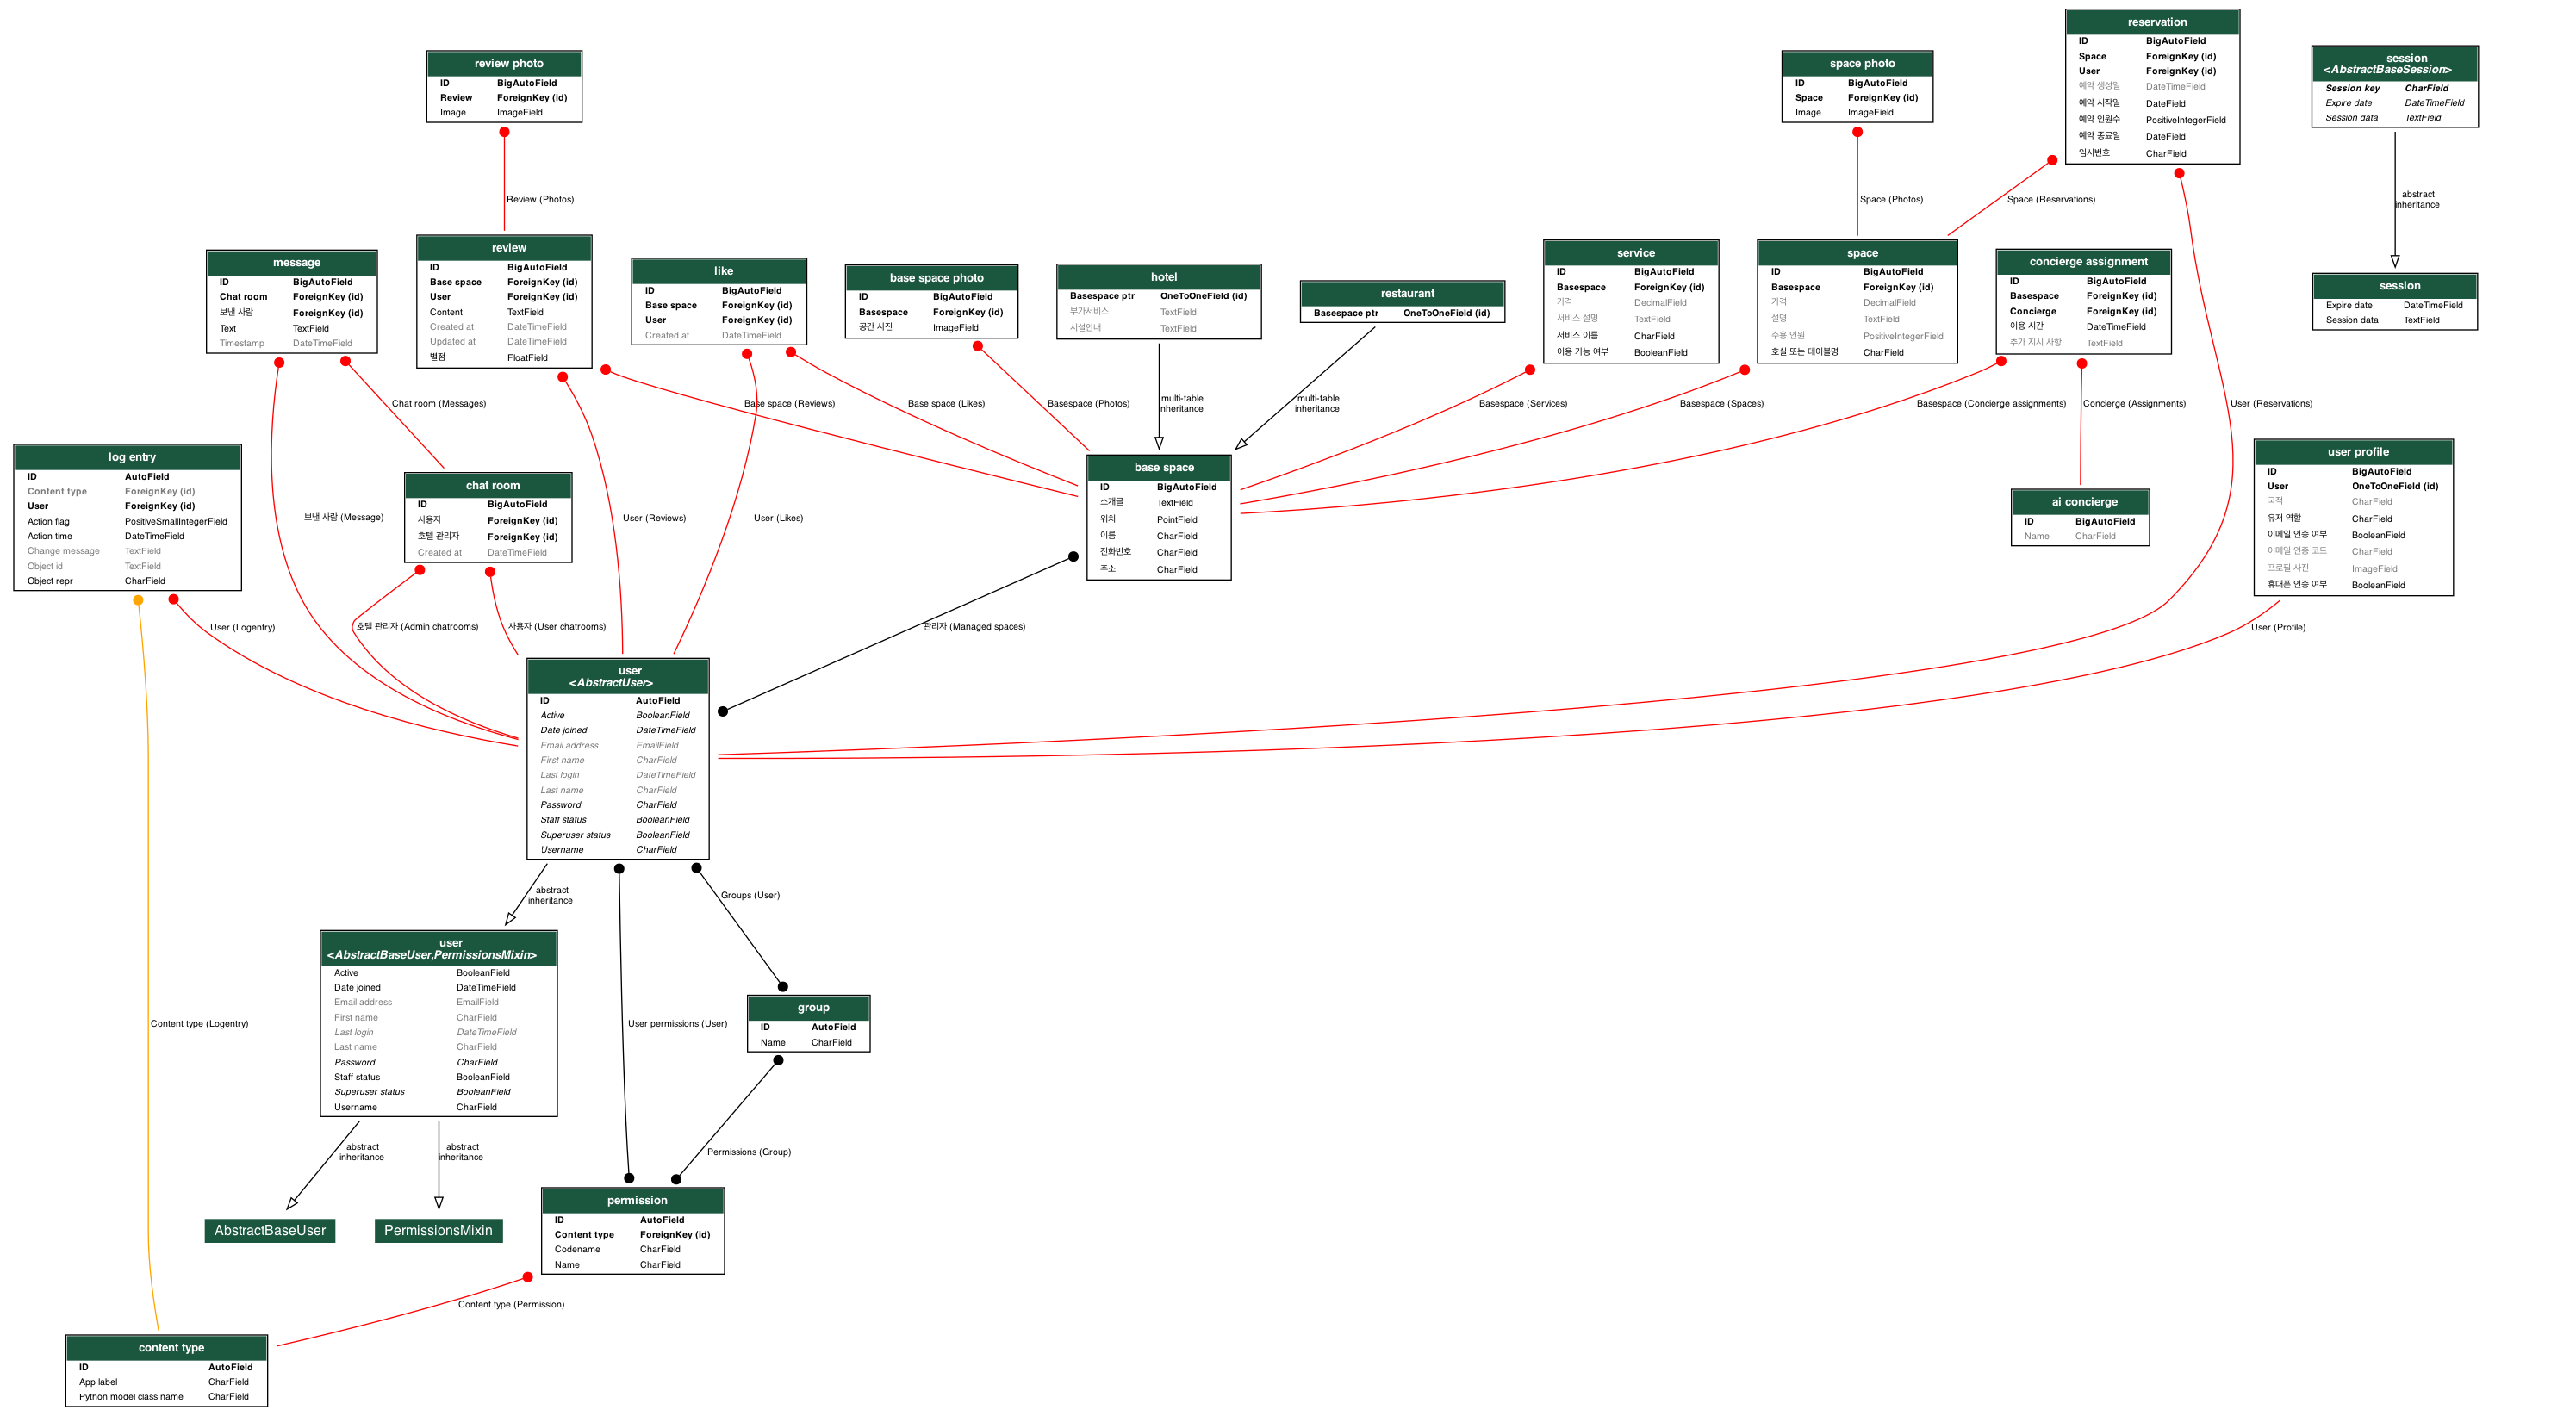 reservation
ID BigAutoField
Space ForeignKey (id)
User ForeignKey (id)
예약 생성일 DateTimeField
예약 시작일 DateField
예약 인원수 PositiveIntegerField
예약 종료일 DateField
임시번호 CharField
review photo
ID BigAutoField
Review ForeignKey (id)
Image ImageField
space photo
ID BigAutoField
Space ForeignKey (id)
Image ImageField
session
<AbstractBaseSession>
Session key CharField
Expire date DateTimeField
Session data TextField
Review (Photos)
Space (Photos)
Space (Reservations)
abstract
inheritance
message
ID BigAutoField
Chat room ForeignKey (id)
보낸 사람 ForeignKey (id)
Text TextField
Timestamp DateTimeField
review
ID BigAutoField
Base space ForeignKey (id)
User ForeignKey (id)
Content TextField
Created at DateTimeField
Updated at DateTimeField
별점 FloatField
like
ID BigAutoField
Base space ForeignKey (id)
User ForeignKey (id)
Created at DateTimeField
base space photo
ID BigAutoField
Basespace ForeignKey (id)
공간 사진 ImageField
hotel
Basespace ptr OneToOneField (id)
부가서비스 TextField
시설안내 TextField
restaurant
Basespace ptr OneToOneField (id)
service
ID BigAutoField
Basespace ForeignKey (id)
가격 DecimalField
서비스 설명 TextField
서비스 이름 CharField
이용 가능 여부 BooleanField
space
ID BigAutoField
Basespace ForeignKey (id)
가격 DecimalField
설명 TextField
수용 인원 PositiveIntegerField
호실 또는 테이블명 CharField
concierge assignment
ID BigAutoField
Basespace ForeignKey (id)
Concierge ForeignKey (id)
이용 시간 DateTimeField
추가 지시 사항 TextField
session
Expire date DateTimeField
Session data TextField
Chat room (Messages)
Base space (Reviews)
Base space (Likes)
Basespace (Photos)
multi-table
inheritance
multi-table
inheritance
Basespace (Services)
Basespace (Spaces)
Basespace (Concierge assignments)
Concierge (Assignments)
User (Reservations)
log entry
ID AutoField
Content type ForeignKey (id)
User ForeignKey (id)
Action flag PositiveSmallIntegerField
Action time DateTimeField
Change message TextField
Object id TextField
Object repr CharField
보낸 사람 (Message)
chat room
ID BigAutoField
사용자 ForeignKey (id)
호텔 관리자 ForeignKey (id)
Created at DateTimeField
User (Reviews)
User (Likes)
base space
ID BigAutoField
소개글 TextField
위치 PointField
이름 CharField
전화번호 CharField
주소 CharField
ai concierge
ID BigAutoField
Name CharField
user profile
ID BigAutoField
User OneToOneField (id)
국적 CharField
유저 역할 CharField
이메일 인증 여부 BooleanField
이메일 인증 코드 CharField
프로필 사진 ImageField
휴대폰 인증 여부 BooleanField
User (Logentry)
호텔 관리자 (Admin chatrooms)
사용자 (User chatrooms)
관리자 (Managed spaces)
User (Profile)
user
<AbstractUser>
ID AutoField
Active BooleanField
Date joined DateTimeField
Email address EmailField
First name CharField
Last login DateTimeField
Last name CharField
Password CharField
Staff status BooleanField
Superuser status BooleanField
Username CharField
abstract
inheritance
Groups (User)
user
<AbstractBaseUser,PermissionsMixin>
Active BooleanField
Date joined DateTimeField
Email address EmailField
First name CharField
Last login DateTimeField
Last name CharField
Password CharField
Staff status BooleanField
Superuser status BooleanField
Username CharField
Content type (Logentry)
User permissions (User)
group
ID AutoField
Name CharField
abstract
inheritance
abstract
inheritance
Permissions (Group)
AbstractBaseUser
PermissionsMixin
permission
ID AutoField
Content type ForeignKey (id)
Codename CharField
Name CharField
Content type (Permission)
content type
ID AutoField
App label CharField
Python model class name CharField